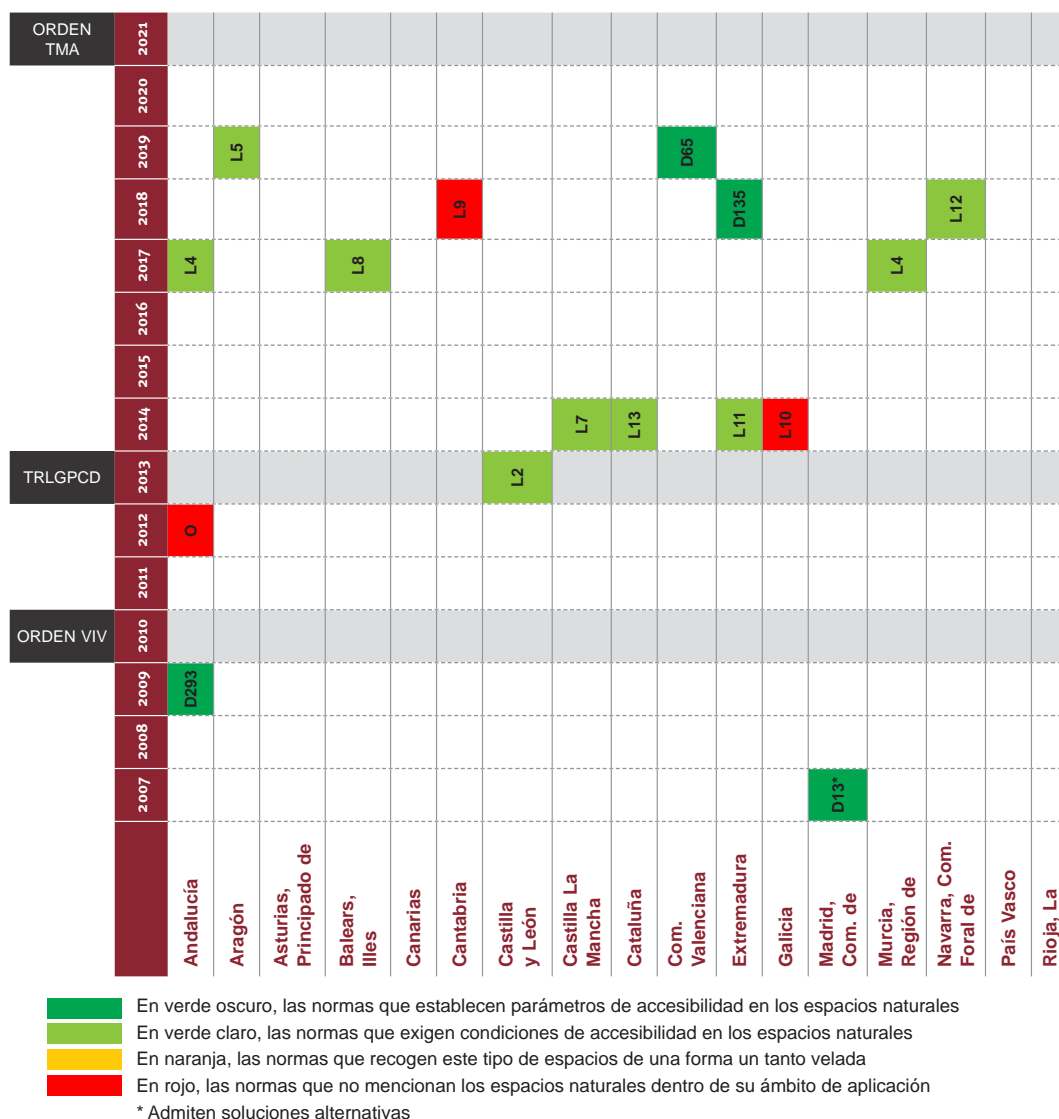 ORDEN
TMA
2021
2020
2019
L5
D65
2018
L9
D135
L12
2017
L4
L8
L4
2016
2015
2014
L7
L13
L11
L10
TRLGPCD
2013
L2
2012
O
2011
ORDEN VIV
2010
2009
D293
2008
2007
D13*
Andalucía
Aragón
Asturias,
Principado de
Balears,
Illes
Canarias
Cantabria
Castilla
y León
Castilla La
Mancha
Cataluña
Com.
Valenciana
Extremadura
Galicia
Madrid,
Com. de
Murcia,
Región de
Navarra, Com.
Foral de
País Vasco
Rioja, La
En verde oscuro, las normas que establecen parámetros de accesibilidad en los espacios naturales
En verde claro, las normas que exigen condiciones de accesibilidad en los espacios naturales
En naranja, las normas que recogen este tipo de espacios de una forma un tanto velada
En rojo, las normas que no mencionan los espacios naturales dentro de su ámbito de aplicación
* Admiten soluciones alternativas